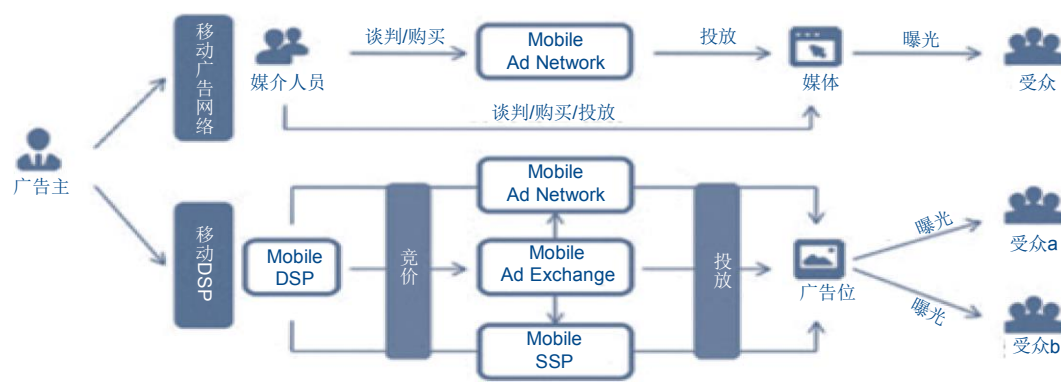 移动广告网络
媒介人员
谈判/购买
Mobile
Ad Network
投放
媒体
曝光
受众
谈判/购买/投放
广告主
移动DSP
Mobile
DSP
竞价
Mobile
Ad Network
Mobile
Ad Exchange
Mobile
SSP
投放
广告位
曝光
受众a
曝光
受众b